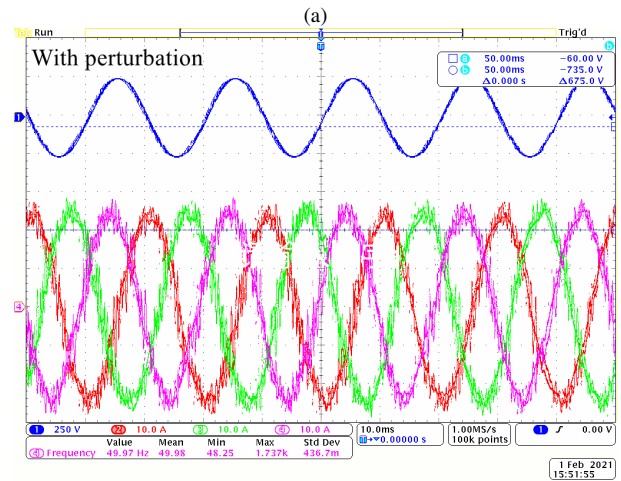 (a)
Run Trig'd
With perturbation
a 50.00ms −60.00 V
b 50.00ms −735.0 V
Δ0.000 s Δ675.0 V
b
1
4
1 250 V 2 10.0 A 3 10.0 A 4 10.0 A
10.0ms 1.00MS/s 1 0.00 V
T→▼0.00000 s 100k points
Value Mean Min Max Std Dev
4 Frequency 49.97 Hz 49.98 48.25 1.737k 436.7m
1 Feb 2021
15:51:55